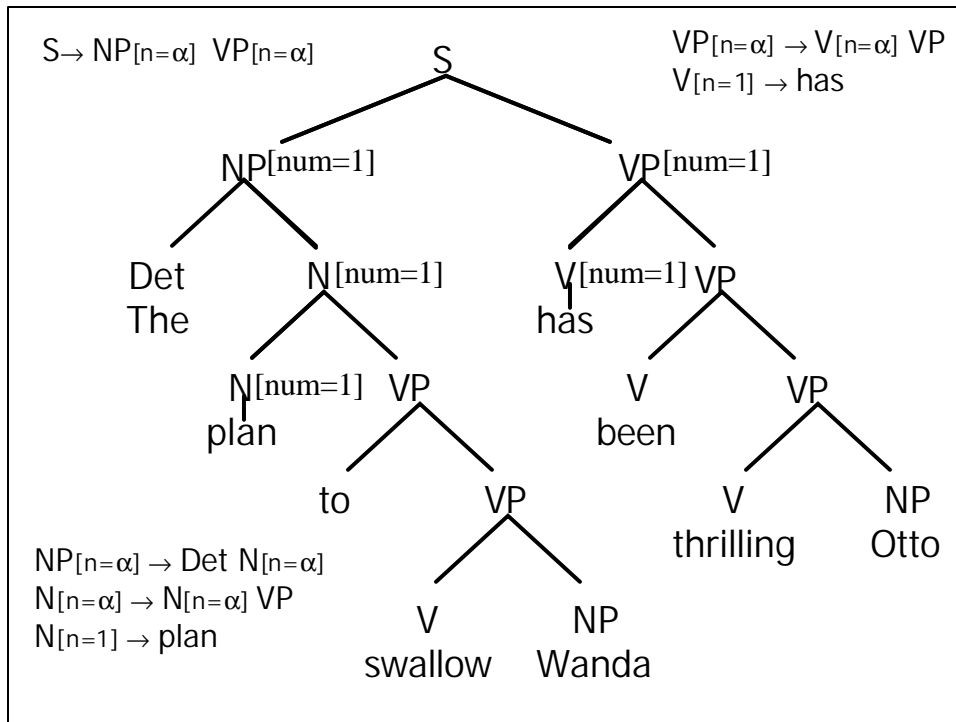 S→ NP[n=α] VP[n=α]
VP[n=α] → V[n=α] VP
V[n=1] → has
S
NP[num=1] VP[num=1]
Det N[num=1] V[num=1] VP
The has
N[num=1] VP V VP
plan been
to VP V NP
thrilling Otto
NP[n=α] → Det N[n=α]
N[n=α] → N[n=α] VP
N[n=1] → plan
V NP
swallow Wanda